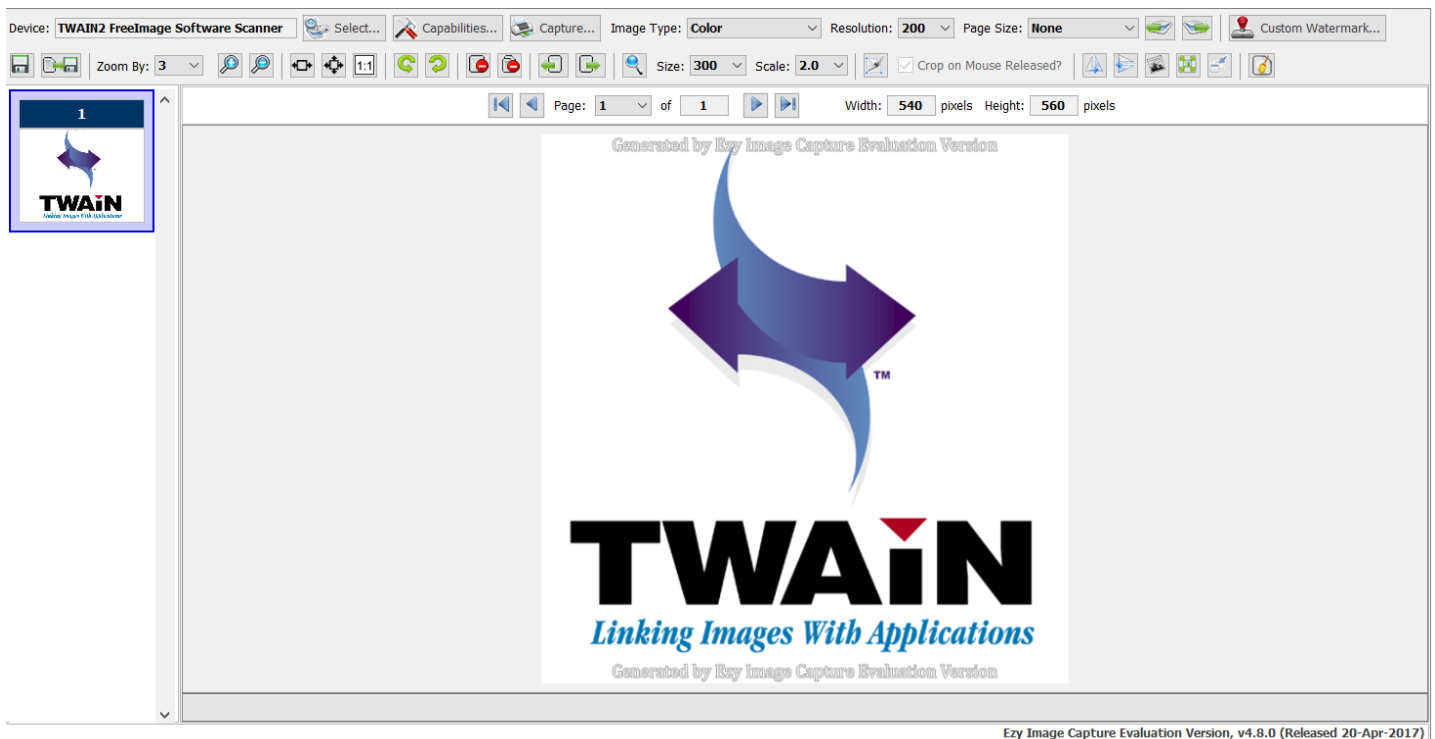 Device: TWAIN2 FreeImage Software Scanner Select... Capabilities... Capture... Image Type: Color Resolution: 200 Page Size: None Custom Watermark...
Zoom By: 3 1:1 Size: 300 Scale: 2.0 Crop on Mouse Released?
1
TWAiN
Linking Images With Applications
Page: 1 of 1 Width: 540 pixels Height: 560 pixels
Generated by Ezy Image Capture Evaluation Version
TM
TWAiN
Linking Images With Applications
Generated by Ezy Image Capture Evaluation Version
Ezy Image Capture Evaluation Version, v4.8.0 (Released 20-Apr-2017)